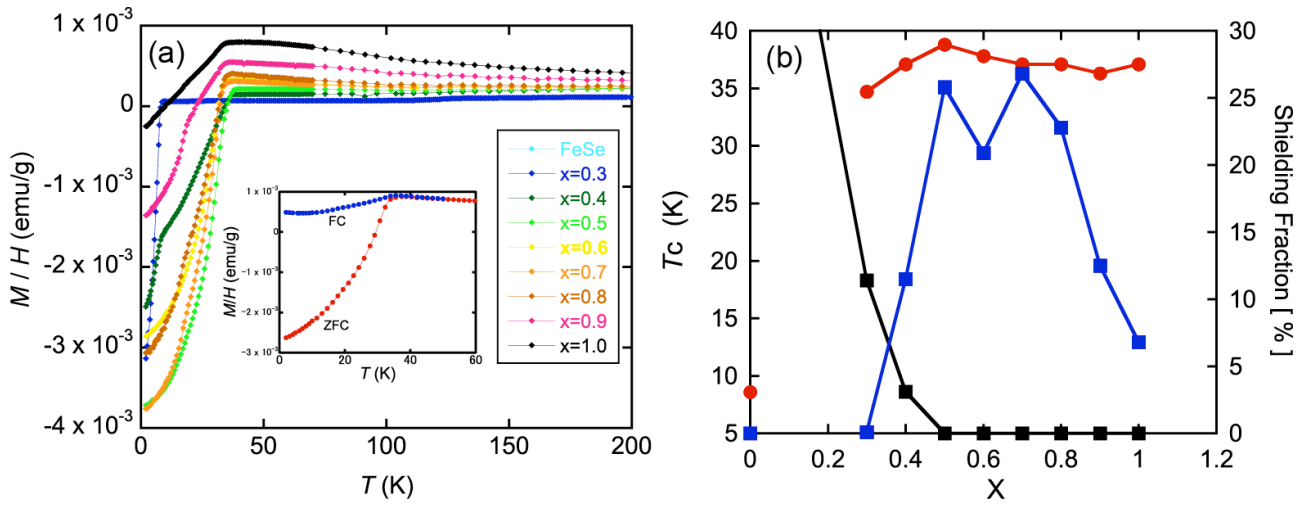 (a)
1 x 10⁻³
0
-1 x 10⁻³
-2 x 10⁻³
-3 x 10⁻³
-4 x 10⁻³
M / H (emu/g)
50
100
150
200
T (K)
FeSe
x=0.3
x=0.4
x=0.5
x=0.6
x=0.7
x=0.8
x=0.9
x=1.0
1 x 10⁻³
0
-1 x 10⁻³
-2 x 10⁻³
-3 x 10⁻³
M/H (emu/g)
FC
ZFC
0
20
40
60
T (K)
(b)
40
35
30
25
20
15
10
5
Tc (K)
0
0.2
0.4
0.6
0.8
1
1.2
X
30
25
20
15
10
5
0
Shielding Fraction [ % ]